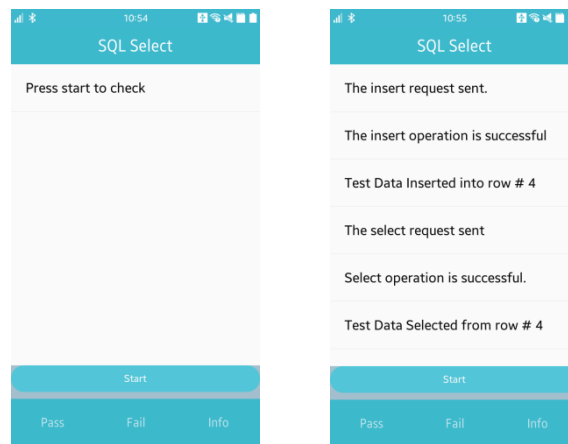 10:54
SQL Select
Press start to check
Start
Pass Fail Info
10:55
SQL Select
The insert request sent.
The insert operation is successful
Test Data Inserted into row # 4
The select request sent
Select operation is successful.
Test Data Selected from row # 4
Start
Pass Fail Info